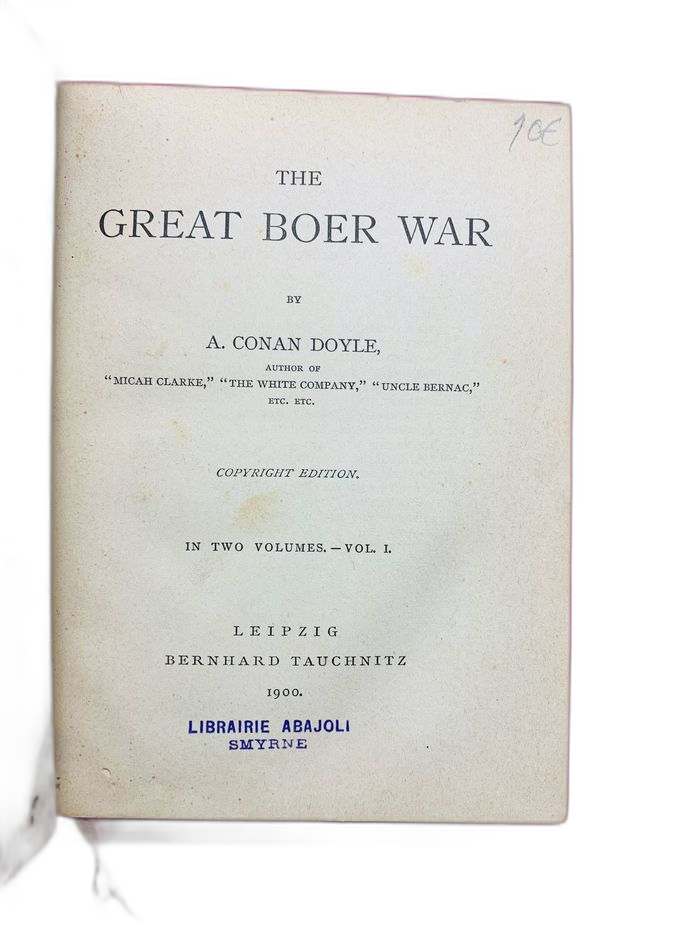 10€
THE
GREAT BOER WAR
BY
A. CONAN DOYLE,
AUTHOR OF
“MICAH CLARKE,” “THE WHITE COMPANY,” “UNCLE BERNAC,”
ETC. ETC.
COPYRIGHT EDITION.
IN TWO VOLUMES.—VOL. I.
LEIPZIG
BERNHARD TAUCHNITZ
1900.
LIBRAIRIE ABAJOLI
SMYRNE